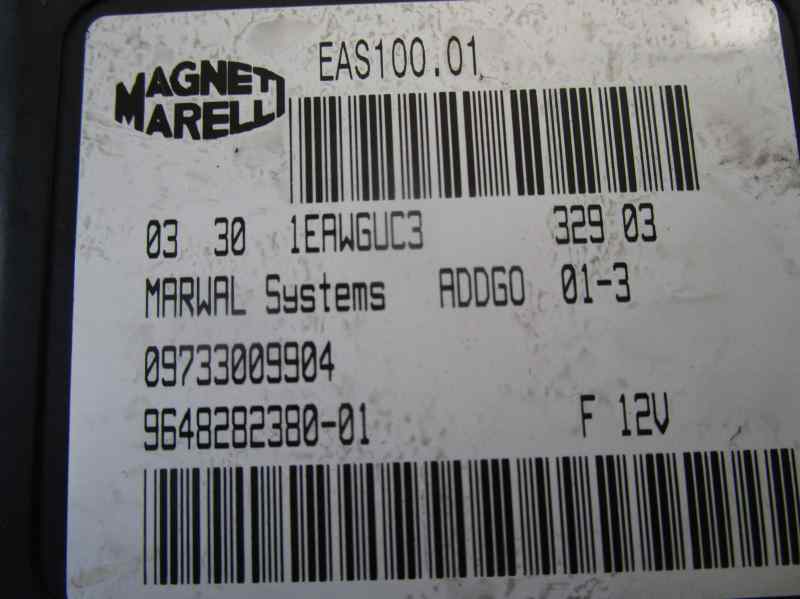 MAGNETI
MARELLI
EAS100.01
03 30 1EAWGUC3 329 03
MARWAL Systems ADDGO 01-3
09733009904
9648282380-01 F 12V